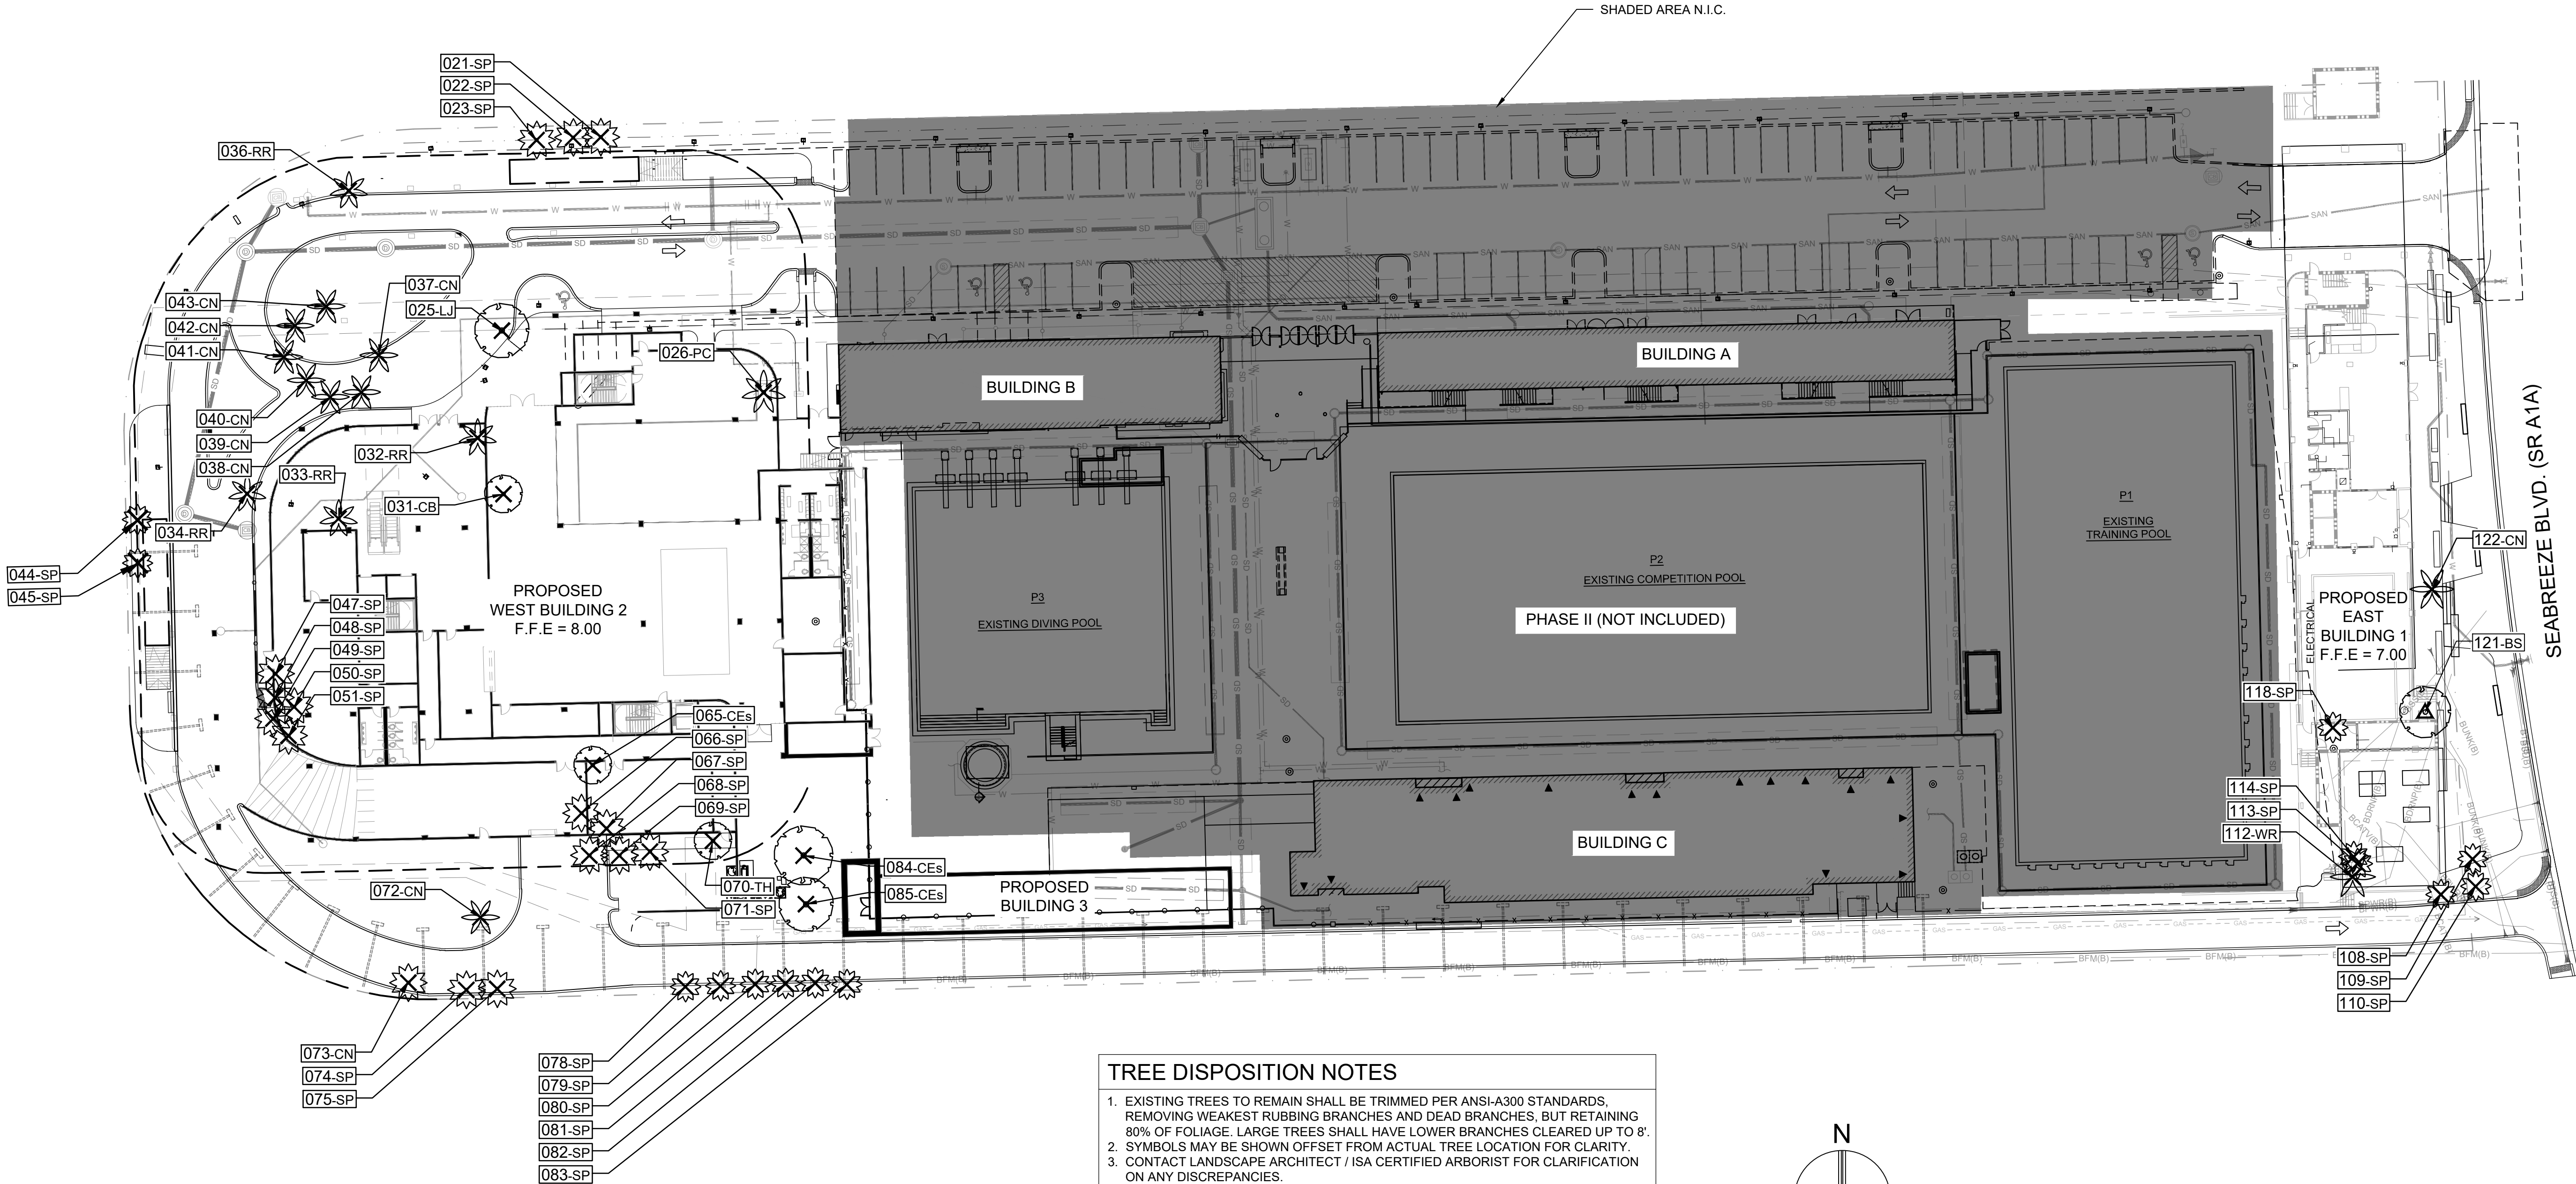 SHADED AREA N.I.C.
021-SP
022-SP
023-SP
036-RR
043-CN
042-CN
041-CN
037-CN
025-LJ
026-PC
040-CN
039-CN
038-CN
032-RR
033-RR
031-CB
034-RR
044-SP
045-SP
047-SP
048-SP
049-SP
050-SP
051-SP
PROPOSED
WEST BUILDING 2
F.F.E = 8.00
065-CEs
066-SP
067-SP
068-SP
069-SP
070-TH
071-SP
072-CN
084-CEs
085-CEs
073-CN
074-SP
075-SP
078-SP
079-SP
080-SP
081-SP
082-SP
083-SP
BUILDING B
BUILDING A
P3
EXISTING DIVING POOL
P2
EXISTING COMPETITION POOL
PHASE II (NOT INCLUDED)
P1
EXISTING
TRAINING POOL
BUILDING C
PROPOSED
BUILDING 3
ELECTRICAL
PROPOSED
EAST
BUILDING 1
F.F.E = 7.00
SEABREEZE BLVD. (SR A1A)
122-CN
121-BS
118-SP
114-SP
113-SP
112-WR
108-SP
109-SP
110-SP
W
SD
SAN
GAS
BFM(B)
BUNK(B)
BDRNP(B)
BCATV(B)
TREE DISPOSITION NOTES
1. EXISTING TREES TO REMAIN SHALL BE TRIMMED PER ANSI-A300 STANDARDS,
REMOVING WEAKEST RUBBING BRANCHES AND DEAD BRANCHES, BUT RETAINING
80% OF FOLIAGE. LARGE TREES SHALL HAVE LOWER BRANCHES CLEARED UP TO 8'.
2. SYMBOLS MAY BE SHOWN OFFSET FROM ACTUAL TREE LOCATION FOR CLARITY.
3. CONTACT LANDSCAPE ARCHITECT / ISA CERTIFIED ARBORIST FOR CLARIFICATION
ON ANY DISCREPANCIES.
N